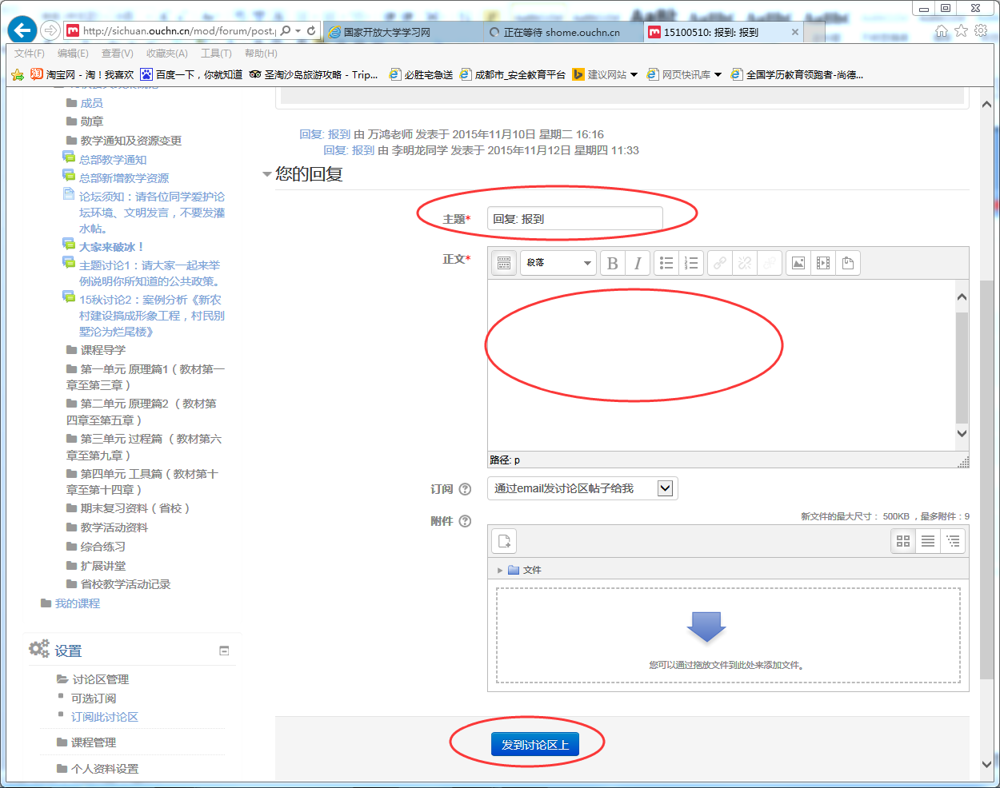 http://sichuan.ouchn.cn/mod/forum/post.
国家开放大学学习网
正在等待 shome.ouchn.cn
15100510: 报到: 报到
文件(F) 编辑(E) 查看(V) 收藏夹(A) 工具(T) 帮助(H)
淘宝网 - 淘！我喜欢
百度一下，你就知道
圣淘沙岛旅游攻略 - Trip...
必胜宅急送
成都市_安全教育平台
建议网站
网页快讯库
全国学历教育领跑者-尚德...
成员
勋章
教学通知及资源变更
总部教学通知
总部新增教学资源
论坛须知：请各位同学爱护论
坛环境、文明发言，不要发灌
水帖。
大家来破冰！
主题讨论1：请大家一起来举
例说明你所知道的公共政策。
15秋讨论2：案例分析《新农
村建设搞成形象工程，村民别
墅沦为烂尾楼》
课程导学
第一单元 原理篇1（教材第一
章至第三章）
第二单元 原理篇2 （教材第
四章至第五章）
第三单元 过程篇 （教材第六
章至第九章）
第四单元 工具篇（教材第十
章至第十四章）
期末复习资料（省校）
教学活动资料
综合练习
扩展讲堂
省校教学活动记录
我的课程
设置
讨论区管理
可选订阅
订阅此讨论区
课程管理
个人资料设置
回复: 报到 由 万鸿老师 发表于 2015年11月10日 星期二 16:16
回复: 报到 由 李明龙同学 发表于 2015年11月12日 星期四 11:33
您的回复
主题* 回复: 报到
正文* 段落 B I
路径: p
订阅 通过email发讨论区帖子给我
附件 新文件的最大尺寸： 500KB ，最多附件：9
文件
您可以通过拖放文件到此处来添加文件。
发到讨论区上